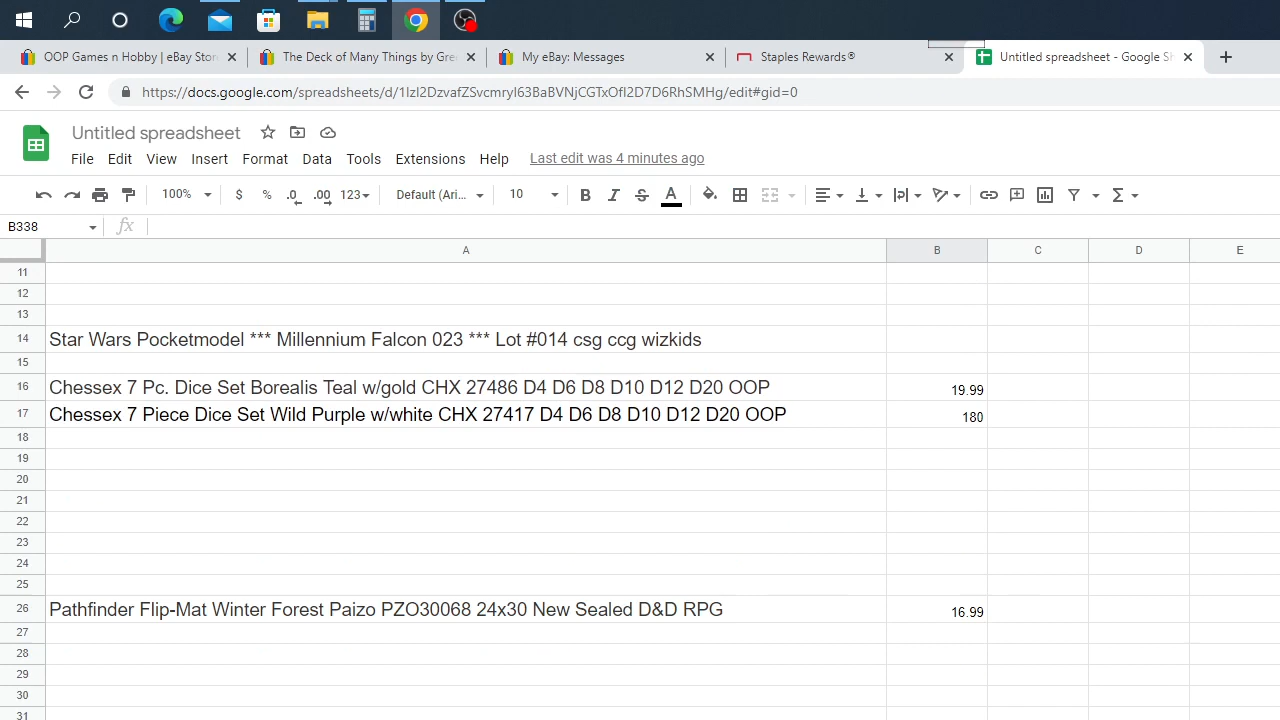 OOP Games n Hobby | eBay Stor
The Deck of Many Things by Gre
My eBay: Messages
Staples Rewards®
Untitled spreadsheet - Google Sh
https://docs.google.com/spreadsheets/d/1IzI2DzvafZSvcmryI63BaBVNjCGTxOfI2D7D6RhSMHg/edit#gid=0
Untitled spreadsheet
File Edit View Insert Format Data Tools Extensions Help Last edit was 4 minutes ago
100% $ % .0 .00 123 Default (Ari... 10 B I S A
B338 fx
A B C D E
11
12
13
14 Star Wars Pocketmodel *** Millennium Falcon 023 *** Lot #014 csg ccg wizkids
15
16 Chessex 7 Pc. Dice Set Borealis Teal w/gold CHX 27486 D4 D6 D8 D10 D12 D20 OOP 19.99
17 Chessex 7 Piece Dice Set Wild Purple w/white CHX 27417 D4 D6 D8 D10 D12 D20 OOP 180
18
19
20
21
22
23
24
25
26 Pathfinder Flip-Mat Winter Forest Paizo PZO30068 24x30 New Sealed D&D RPG 16.99
27
28
29
30
31